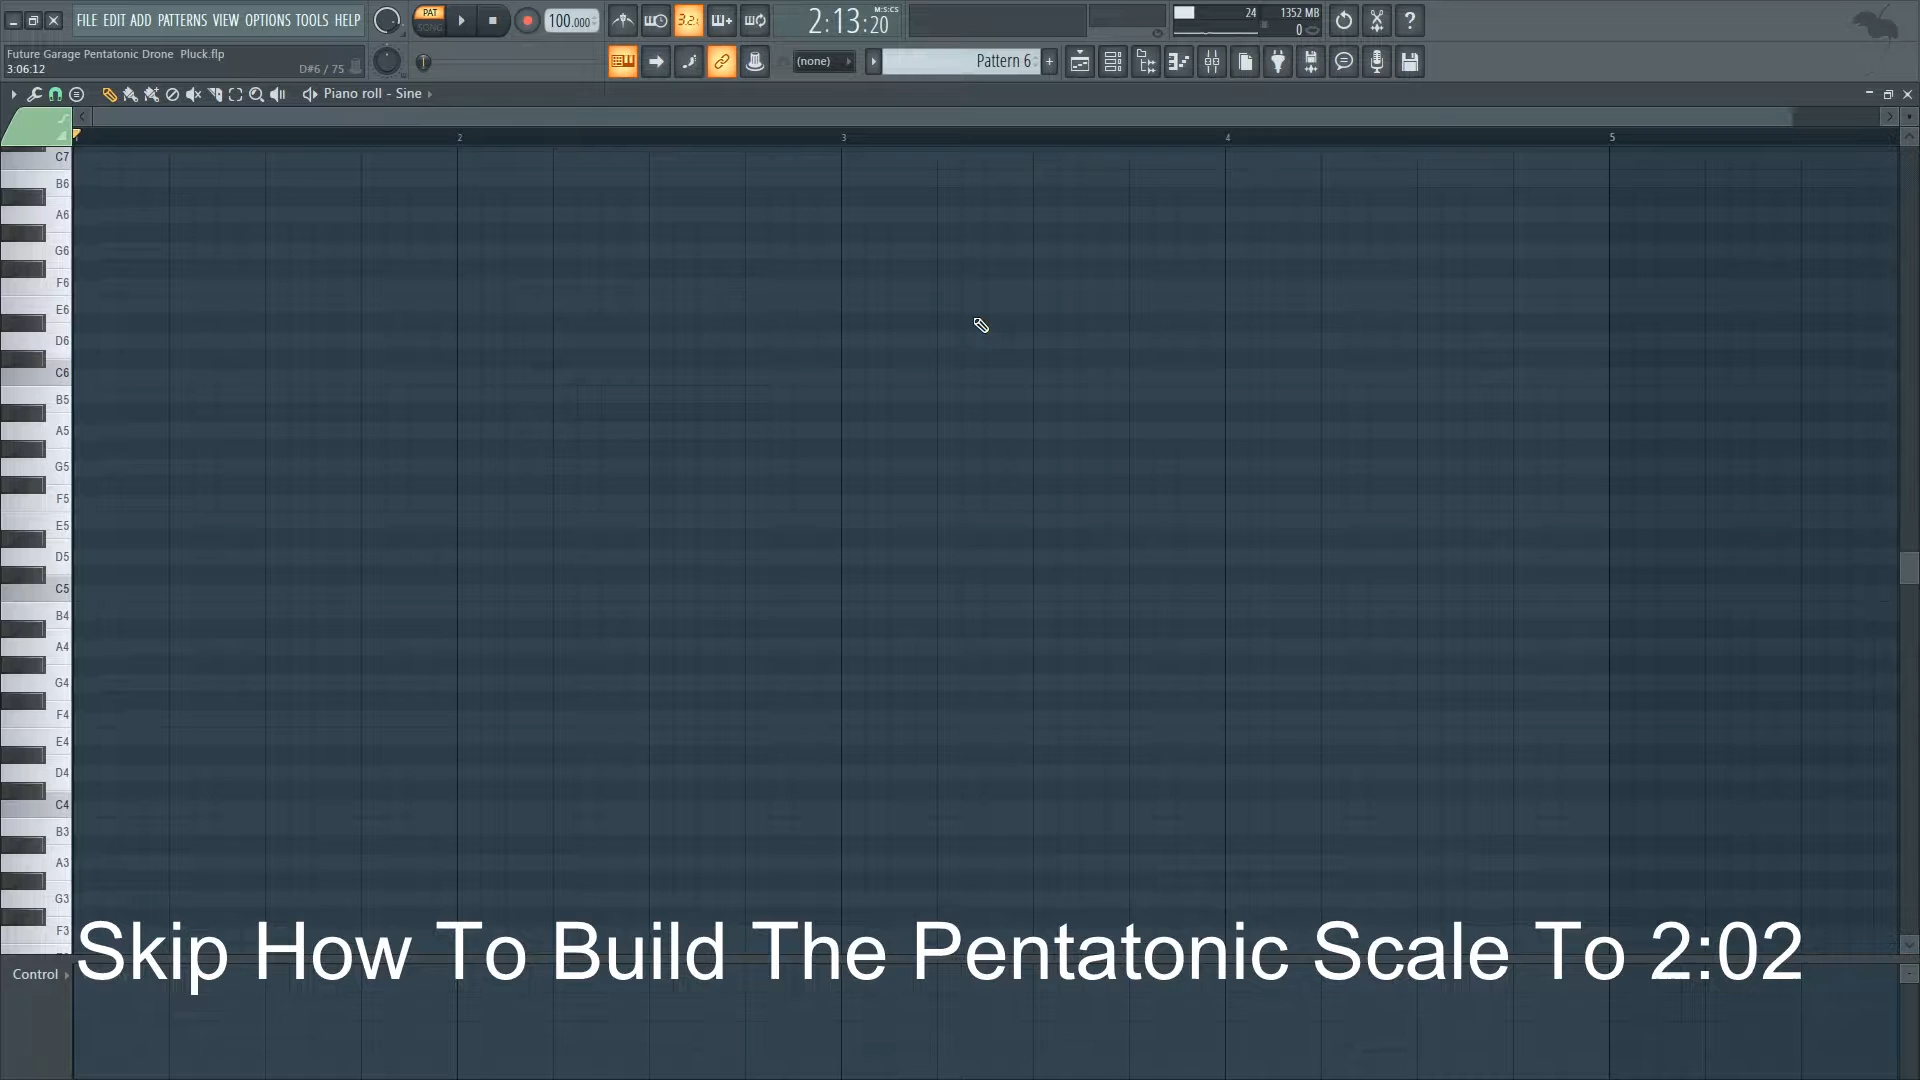 FILE EDIT ADD PATTERNS VIEW OPTIONS TOOLS HELP
PAT
SONG
100.000
3.2.
2:13:20
M:S:CS
24
1352 MB
0
Future Garage Pentatonic Drone Pluck.flp
3:06:12
D#6 / 75
(none)
Pattern 6
Piano roll - Sine
2
3
4
5
C7
B6
A6
G6
F6
E6
D6
C6
B5
A5
G5
F5
E5
D5
C5
B4
A4
G4
F4
E4
D4
C4
B3
A3
G3
F3
Skip How To Build The Pentatonic Scale To 2:02
Control